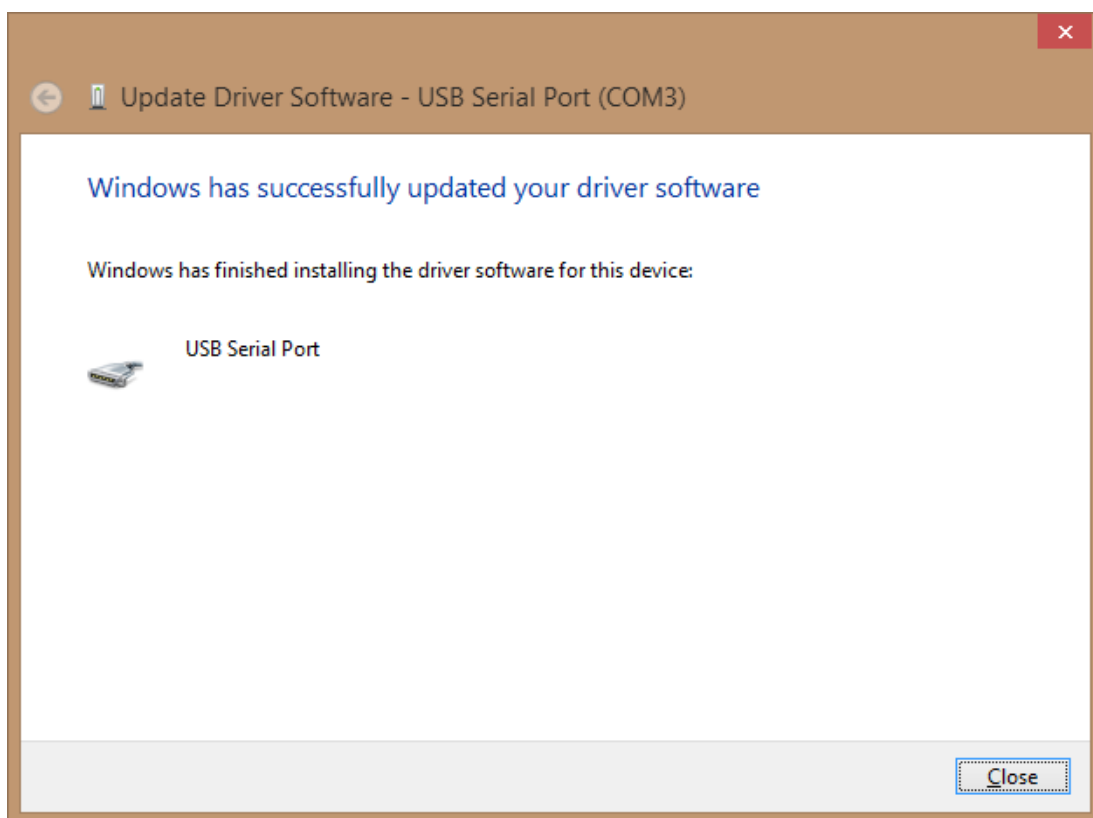 Update Driver Software - USB Serial Port (COM3)
Windows has successfully updated your driver software
Windows has finished installing the driver software for this device:
USB Serial Port
Close